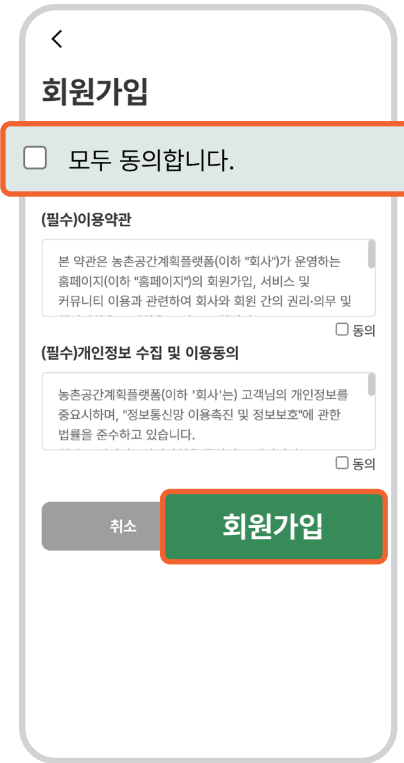 회원가입
모두 동의합니다.
(필수)이용약관
본 약관은 농촌공간계획플랫폼(이하 "회사")가 운영하는
홈페이지(이하 "홈페이지")의 회원가입, 서비스 및
커뮤니티 이용과 관련하여 회사와 회원 간의 권리·의무 및
동의
(필수)개인정보 수집 및 이용동의
농촌공간계획플랫폼(이하 '회사'는) 고객님의 개인정보를
중요시하며, "정보통신망 이용촉진 및 정보보호"에 관한
법률을 준수하고 있습니다.
동의
취소 회원가입